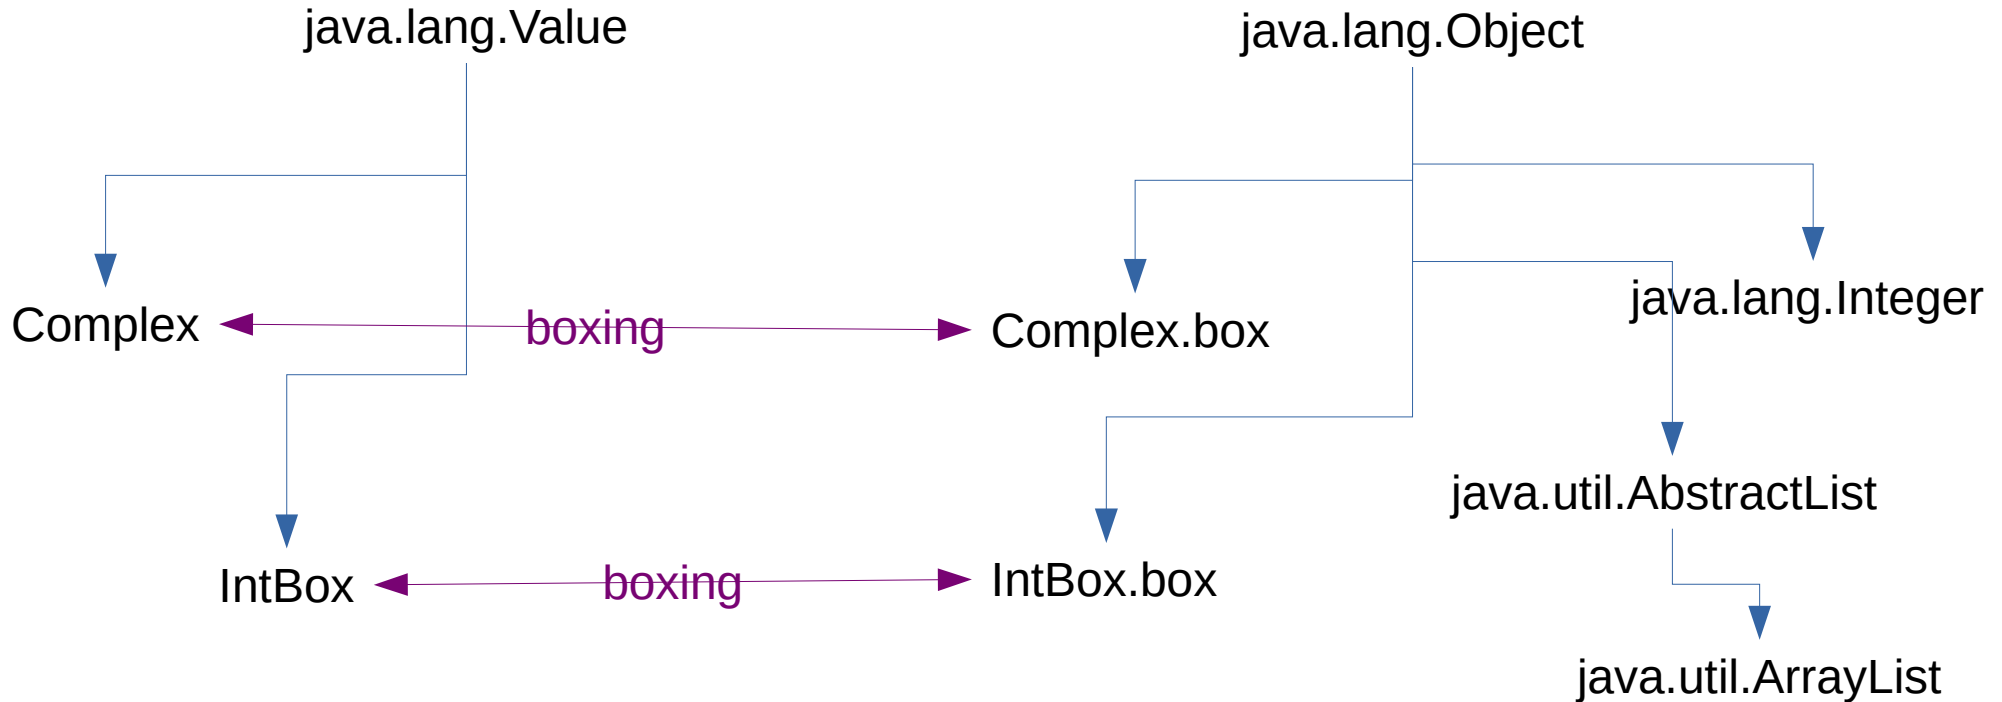 java.lang.Value
java.lang.Object
Complex
boxing
Complex.box
java.lang.Integer
java.util.AbstractList
IntBox
boxing
IntBox.box
java.util.ArrayList